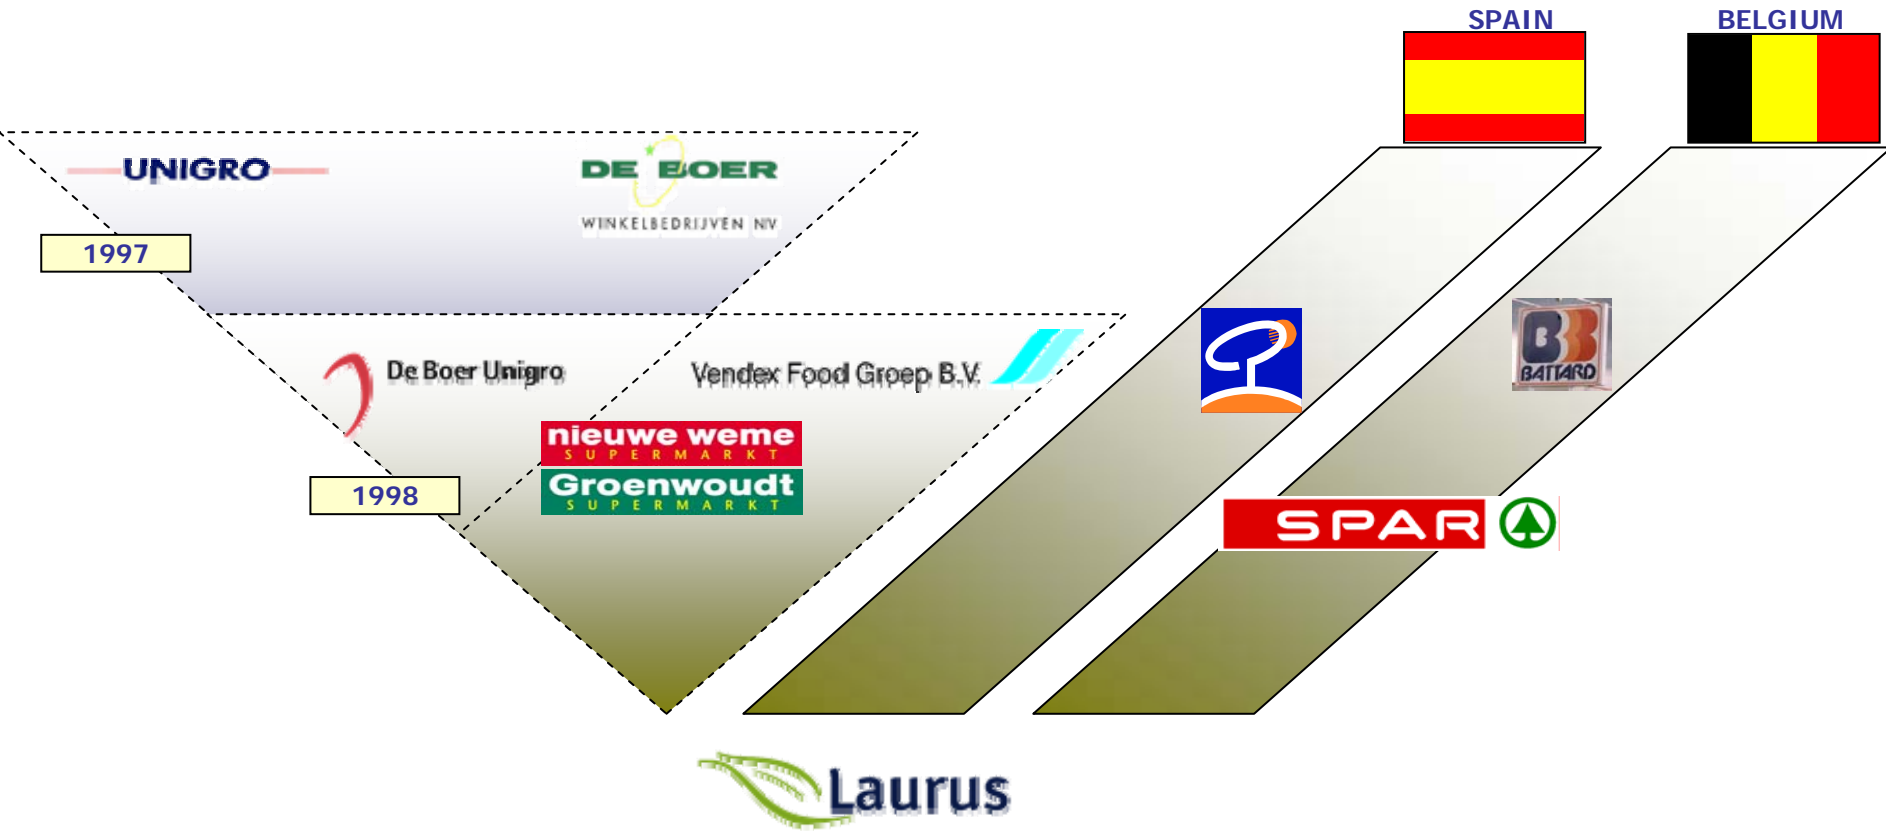 SPAIN
BELGIUM
UNIGRO
DE BOER
WINKELBEDRIJVEN NV
1997
De Boer Unigro
Vendex Food Groep B.V.
BATTARD
nieuwe weme
SUPERMARKT
Groenwoudt
SUPERMARKT
1998
SPAR
Laurus